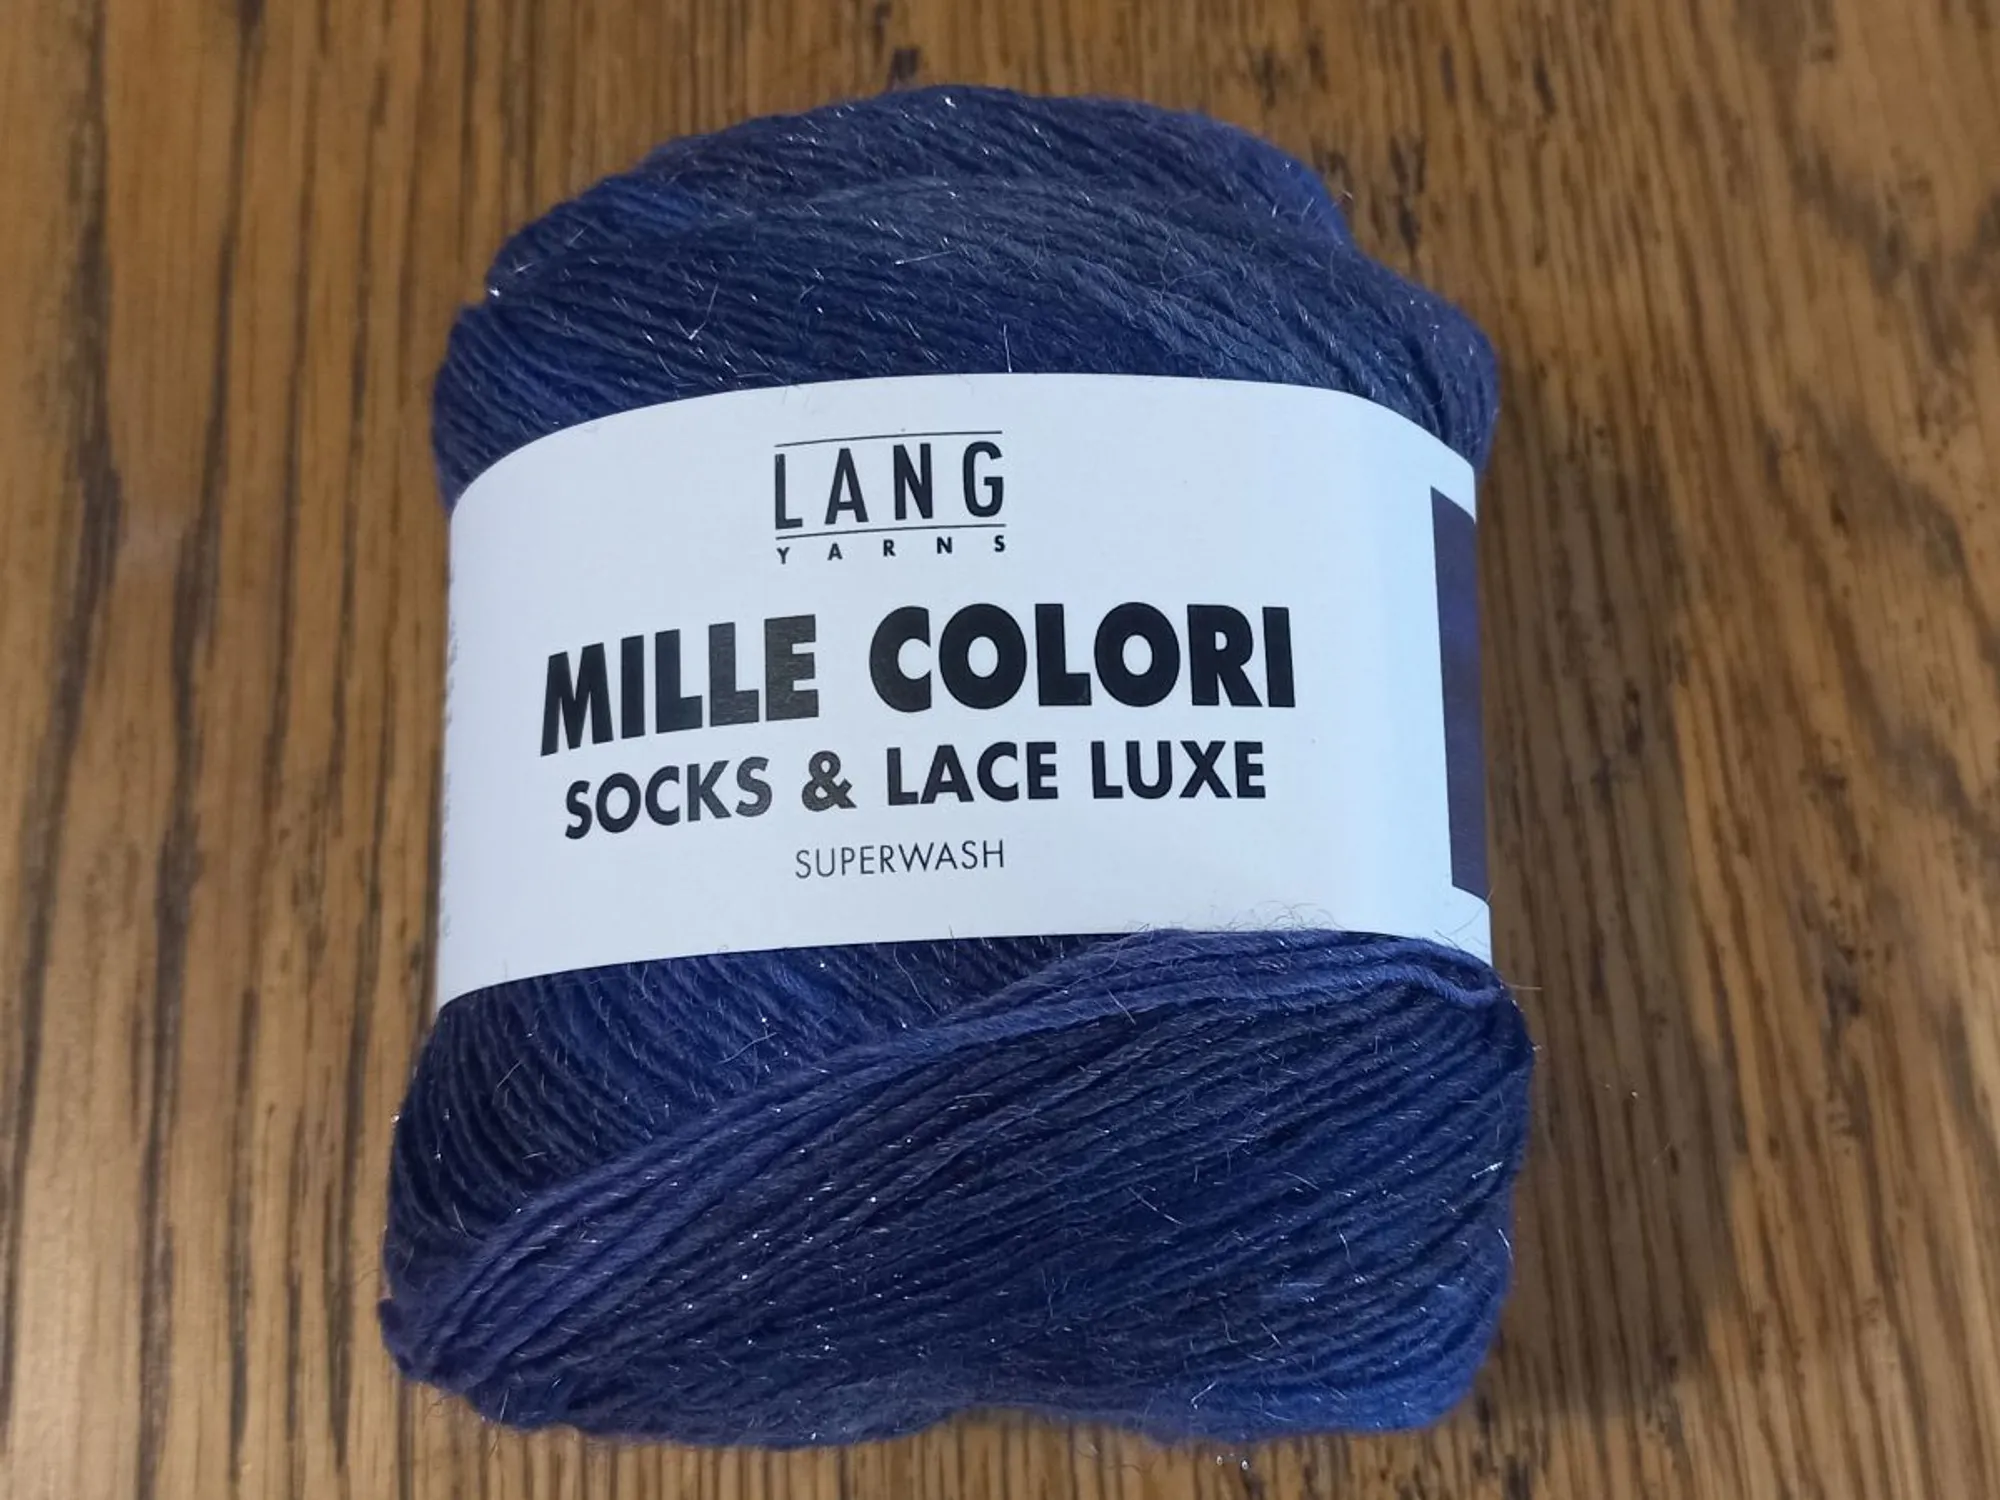 LANG
YARNS
MILLE COLORI
SOCKS & LACE LUXE
SUPERWASH